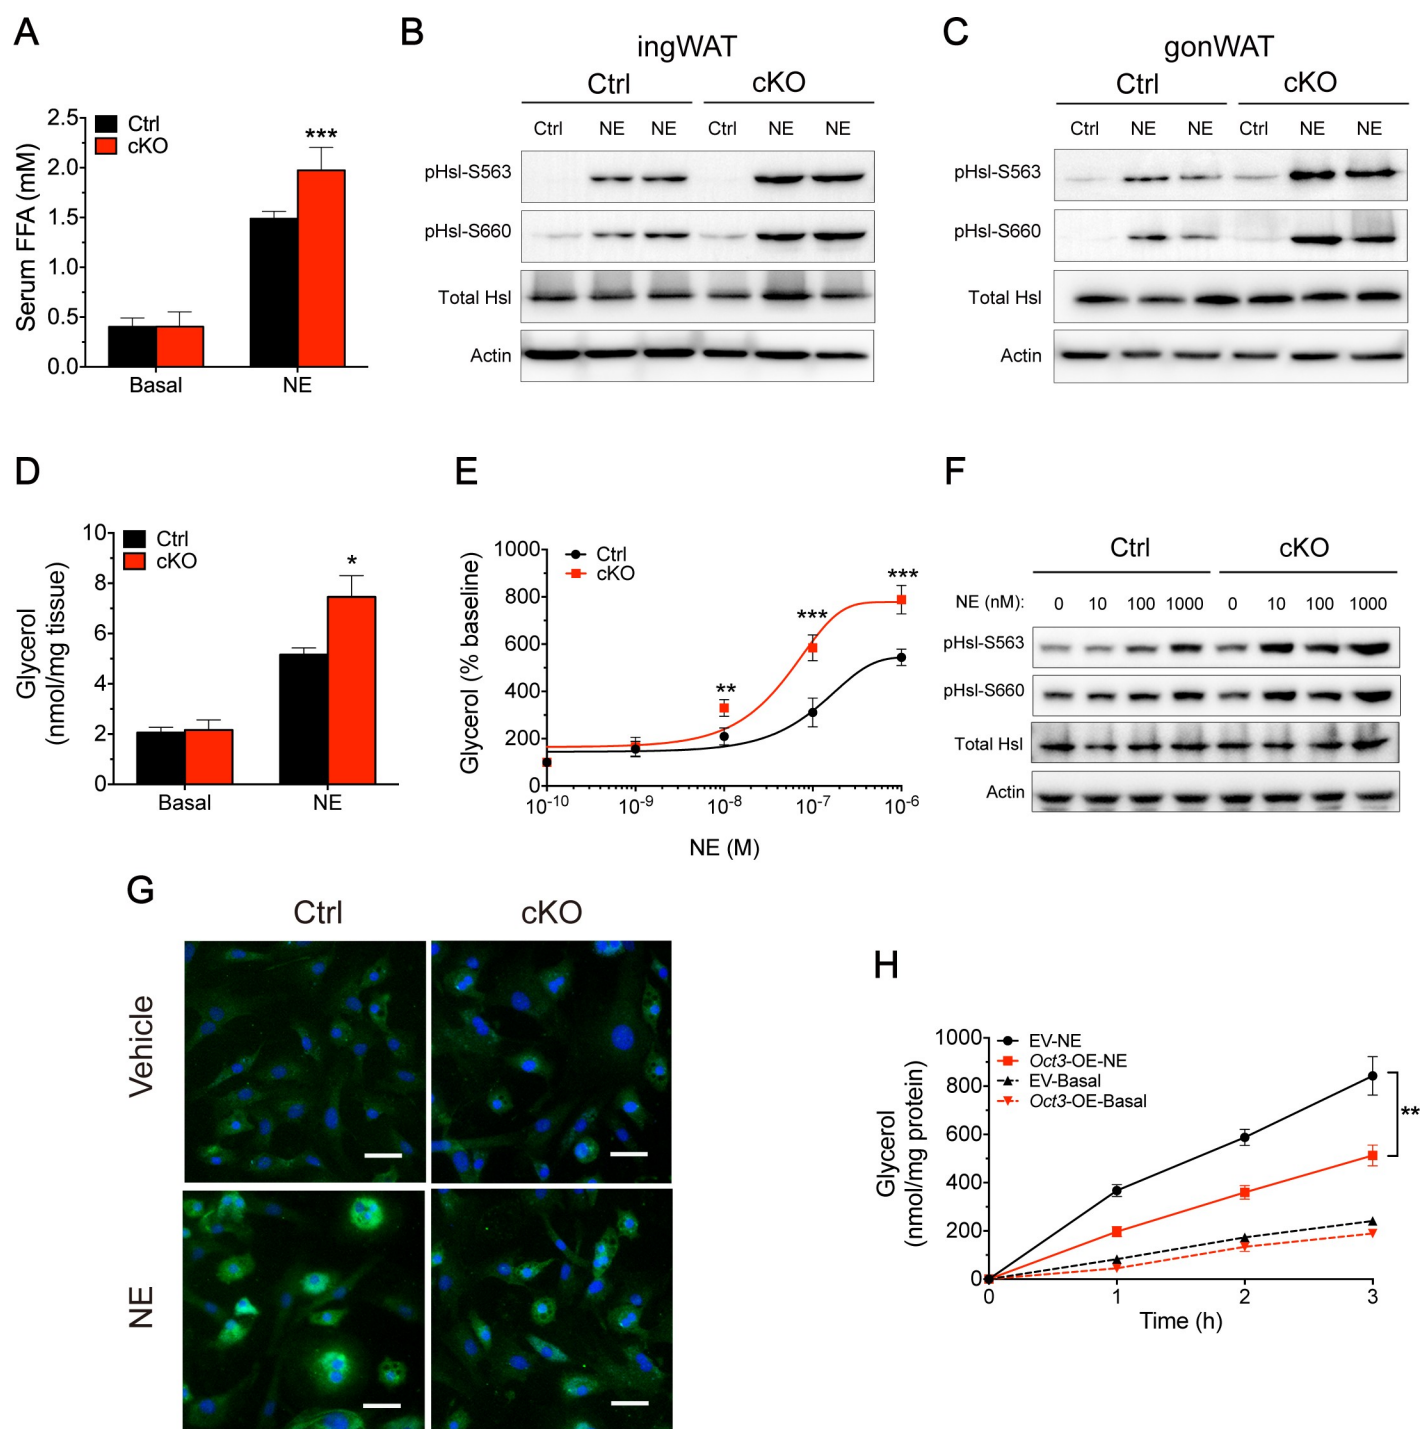 A
Ctrl
cKO
***
Serum FFA (mM)
2.5
2.0
1.5
1.0
0.5
0.0
Basal NE
B
ingWAT
Ctrl cKO
Ctrl NE NE Ctrl NE NE
pHsl-S563
pHsl-S660
Total Hsl
Actin
C
gonWAT
Ctrl cKO
Ctrl NE NE Ctrl NE NE
pHsl-S563
pHsl-S660
Total Hsl
Actin
D
Ctrl
cKO
*
Glycerol
(nmol/mg tissue)
10
8
6
4
2
0
Basal NE
E
Ctrl
cKO
Glycerol (% baseline)
1000
800
600
400
200
0
** *** ***
10-10 10-9 10-8 10-7 10-6
NE (M)
F
Ctrl cKO
NE (nM): 0 10 100 1000 0 10 100 1000
pHsl-S563
pHsl-S660
Total Hsl
Actin
G
Ctrl cKO
Vehicle
NE
H
EV-NE
Oct3-OE-NE
EV-Basal
Oct3-OE-Basal
Glycerol
(nmol/mg protein)
1000
800
600
400
200
0
**
0 1 2 3
Time (h)